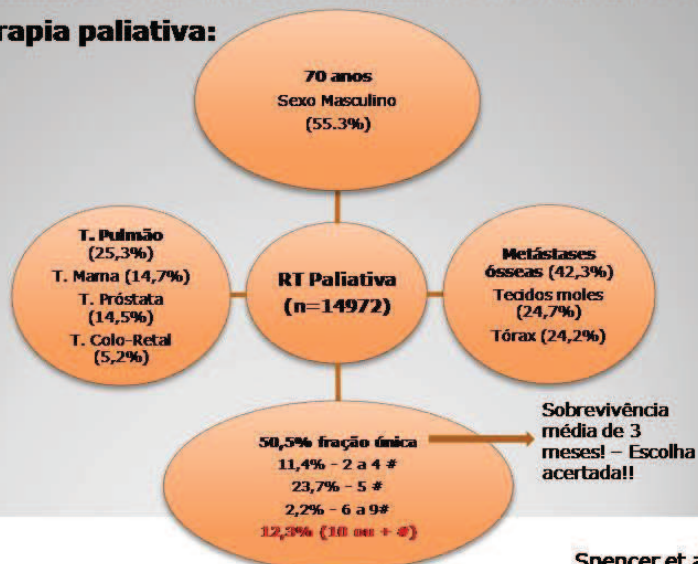 rapia paliativa:
70 anos
Sexo Masculino
(55.3%)
T. Pulmão
(25,3%)
T. Mama (14,7%)
T. Próstata
(14,5%)
T. Colo-Retal
(5,2%)
RT Paliativa
(n=14972)
Metástases
ósseas (42,3%)
Tecidos moles
(24,7%)
Tórax (24,2%)
50,5% fração única
11,4% - 2 a 4 #
23,7% - 5 #
2,2% - 6 a 9#
12,3% (10 ou + #)
Sobrevivência
média de 3
meses! – Escolha
acertada!!
Spencer et a